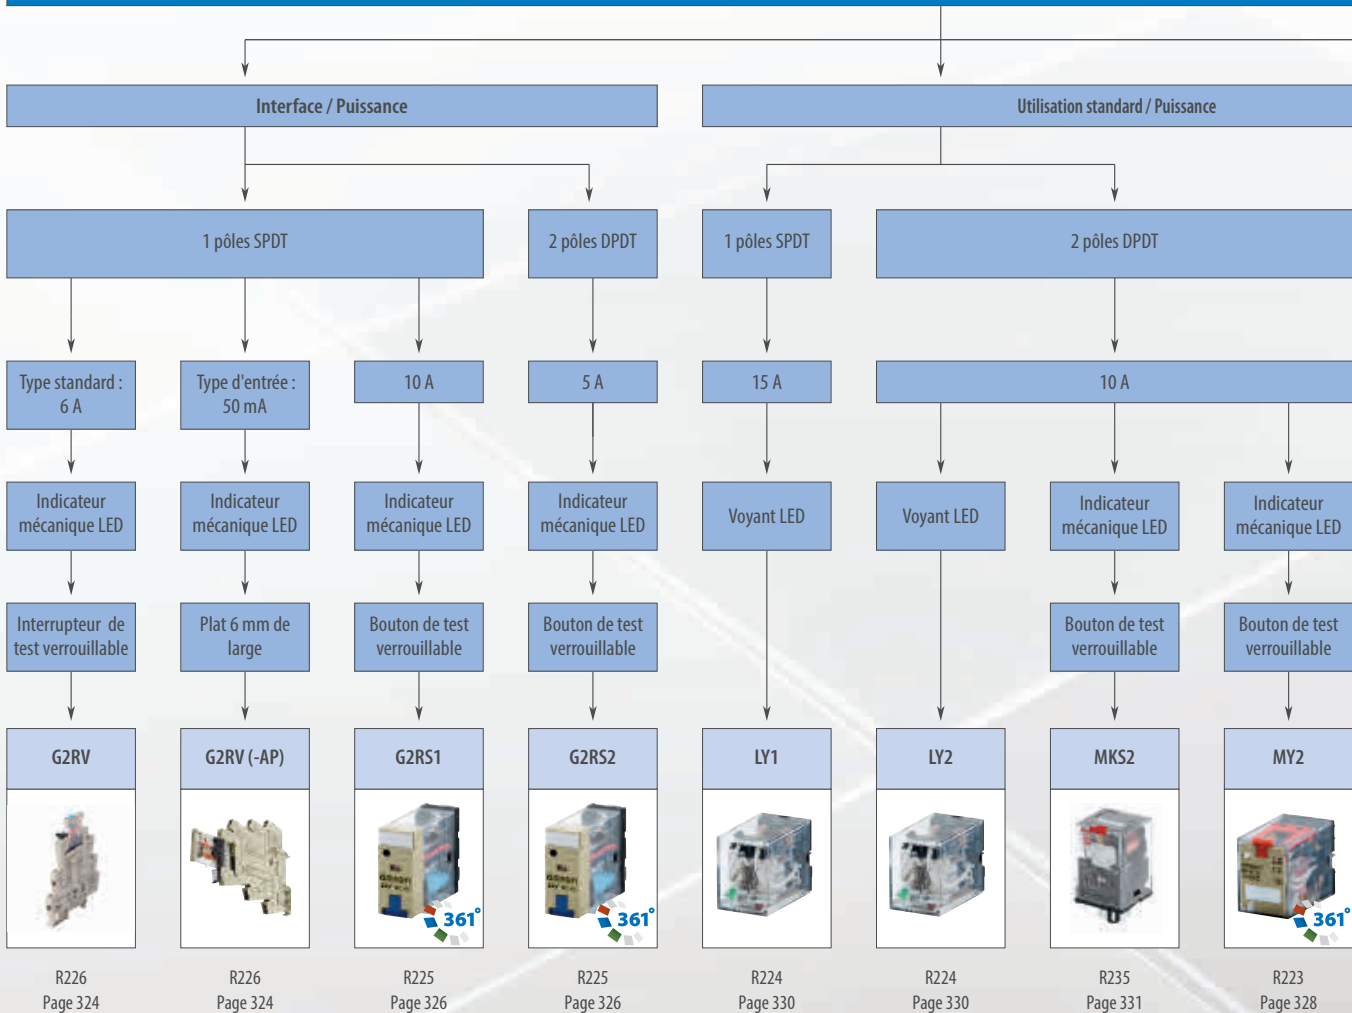 Interface / Puissance
Utilisation standard / Puissance
1 pôles SPDT
2 pôles DPDT
1 pôles SPDT
2 pôles DPDT
Type standard :
6 A
Type d'entrée :
50 mA
10 A
5 A
15 A
10 A
Indicateur
mécanique LED
Indicateur
mécanique LED
Indicateur
mécanique LED
Indicateur
mécanique LED
Voyant LED
Voyant LED
Indicateur
mécanique LED
Indicateur
mécanique LED
Interrupteur de
test verrouillable
Plat 6 mm de
large
Bouton de test
verrouillable
Bouton de test
verrouillable
Bouton de test
verrouillable
Bouton de test
verrouillable
G2RV
G2RV (-AP)
G2RS1
G2RS2
LY1
LY2
MKS2
MY2
361°
361°
361°
R226
Page 324
R226
Page 324
R225
Page 326
R225
Page 326
R224
Page 330
R224
Page 330
R235
Page 331
R223
Page 328